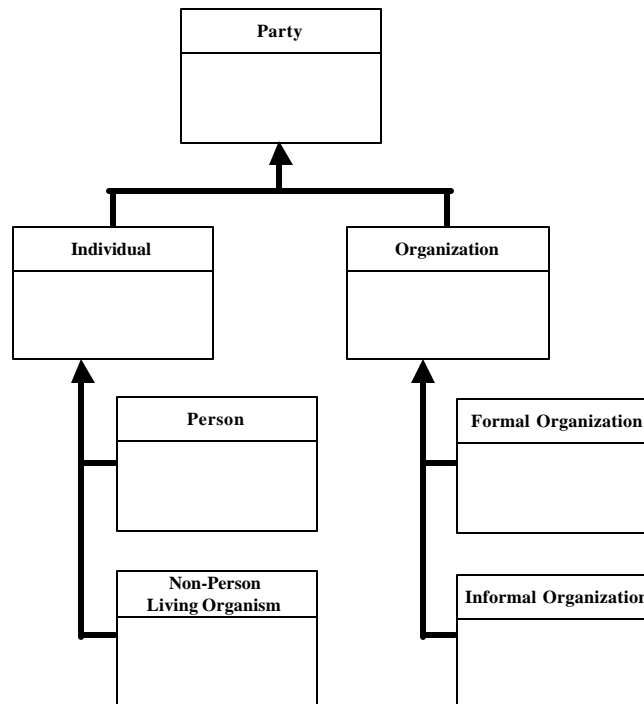 Party
Individual
Organization
Person
Formal Organization
Non-Person
Living Organism
Informal Organization